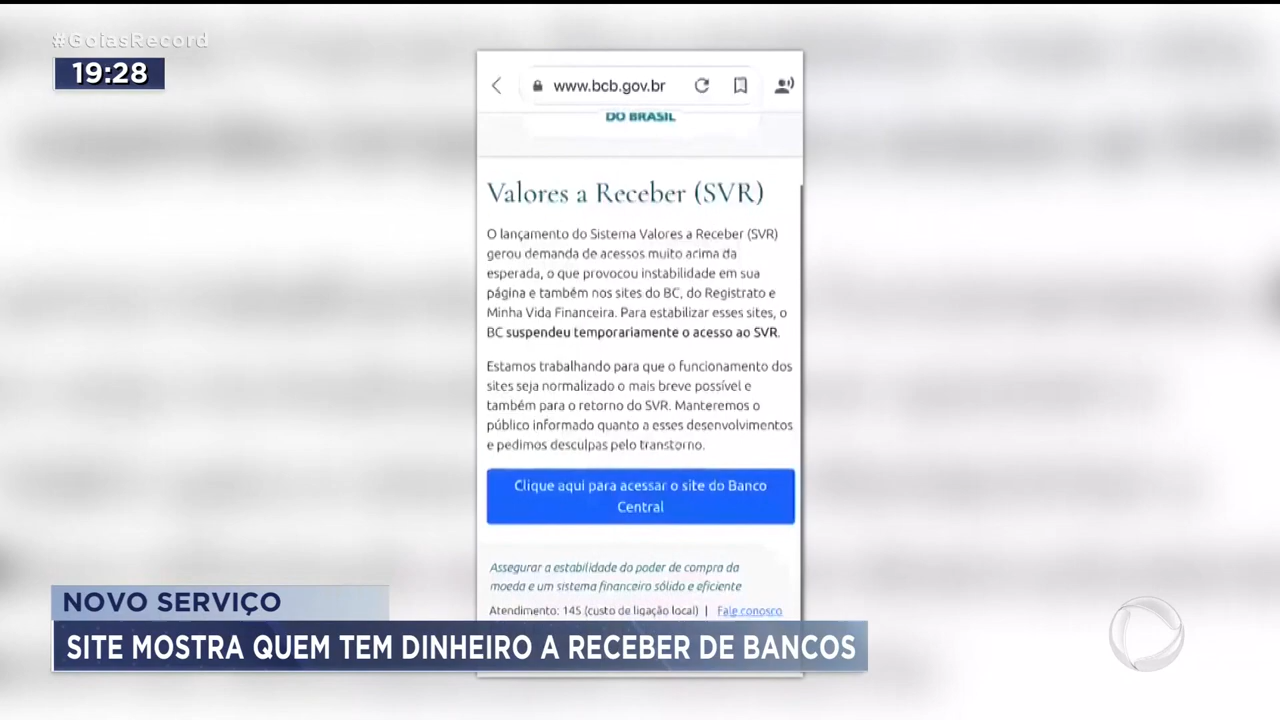 #GoiasRecord
19:28
www.bcb.gov.br
DO BRASIL
Valores a Receber (SVR)
O lançamento do Sistema Valores a Receber (SVR)
gerou demanda de acessos muito acima da
esperada, o que provocou instabilidade em sua
página e também nos sites do BC, do Registrato e
Minha Vida Financeira. Para estabilizar esses sites, o
BC suspendeu temporariamente o acesso ao SVR.
Estamos trabalhando para que o funcionamento dos
sites seja normalizado o mais breve possível e
também para o retorno do SVR. Manteremos o
público informado quanto a esses desenvolvimentos
e pedimos desculpas pelo transtorno.
Clique aqui para acessar o site do Banco
Central
Assegurar a estabilidade do poder de compra da
moeda e um sistema financeiro sólido e eficiente
Atendimento: 145 (custo de ligação local) | Fale conosco
NOVO SERVIÇO
SITE MOSTRA QUEM TEM DINHEIRO A RECEBER DE BANCOS